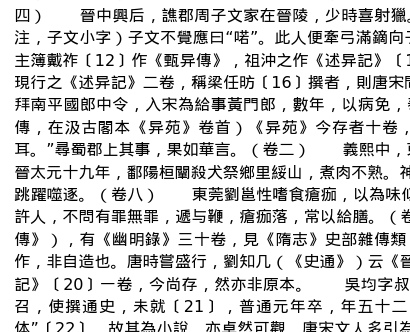 四）　　晉中興后，譙郡周子文家在晉陵，少時喜射獵。
注，子文小字）子文不覺應曰“喏”。此人便牽弓滿鏑向子
主簿戴祚〔12〕作《甄异傳》，祖沖之作《述异記》〔1
現行之《述异記》二卷，稱梁任昉〔16〕撰者，則唐宋間
拜南平國郎中令，入宋為給事黃門郎，數年，以病免，
傳，在汲古閣本《异苑》卷首）《异苑》今存者十卷，
耳。”尋蜀郡上其事，果如華言。（卷二）　　義熙中，
晉太元十九年，鄱陽桓闡殺犬祭鄉里綏山，煮肉不熟。神
跳躍噬逐。（卷八）　　東莞劉邕性嗜食瘡痂，以為味似
許人，不問有罪無罪，遞与鞭，瘡痂落，常以給膳。（卷
傳》），有《幽明錄》三十卷，見《隋志》史部雜傳類
作，非自造也。唐時嘗盛行，劉知几（《史通》）云《晉
記》〔20〕一卷，今尚存，然亦非原本。　　吳均字叔
召，使撰通史，未就〔21〕，普通元年卒，年五十二
体”〔22〕，故其為小說，亦卓然可觀，唐宋文人多引